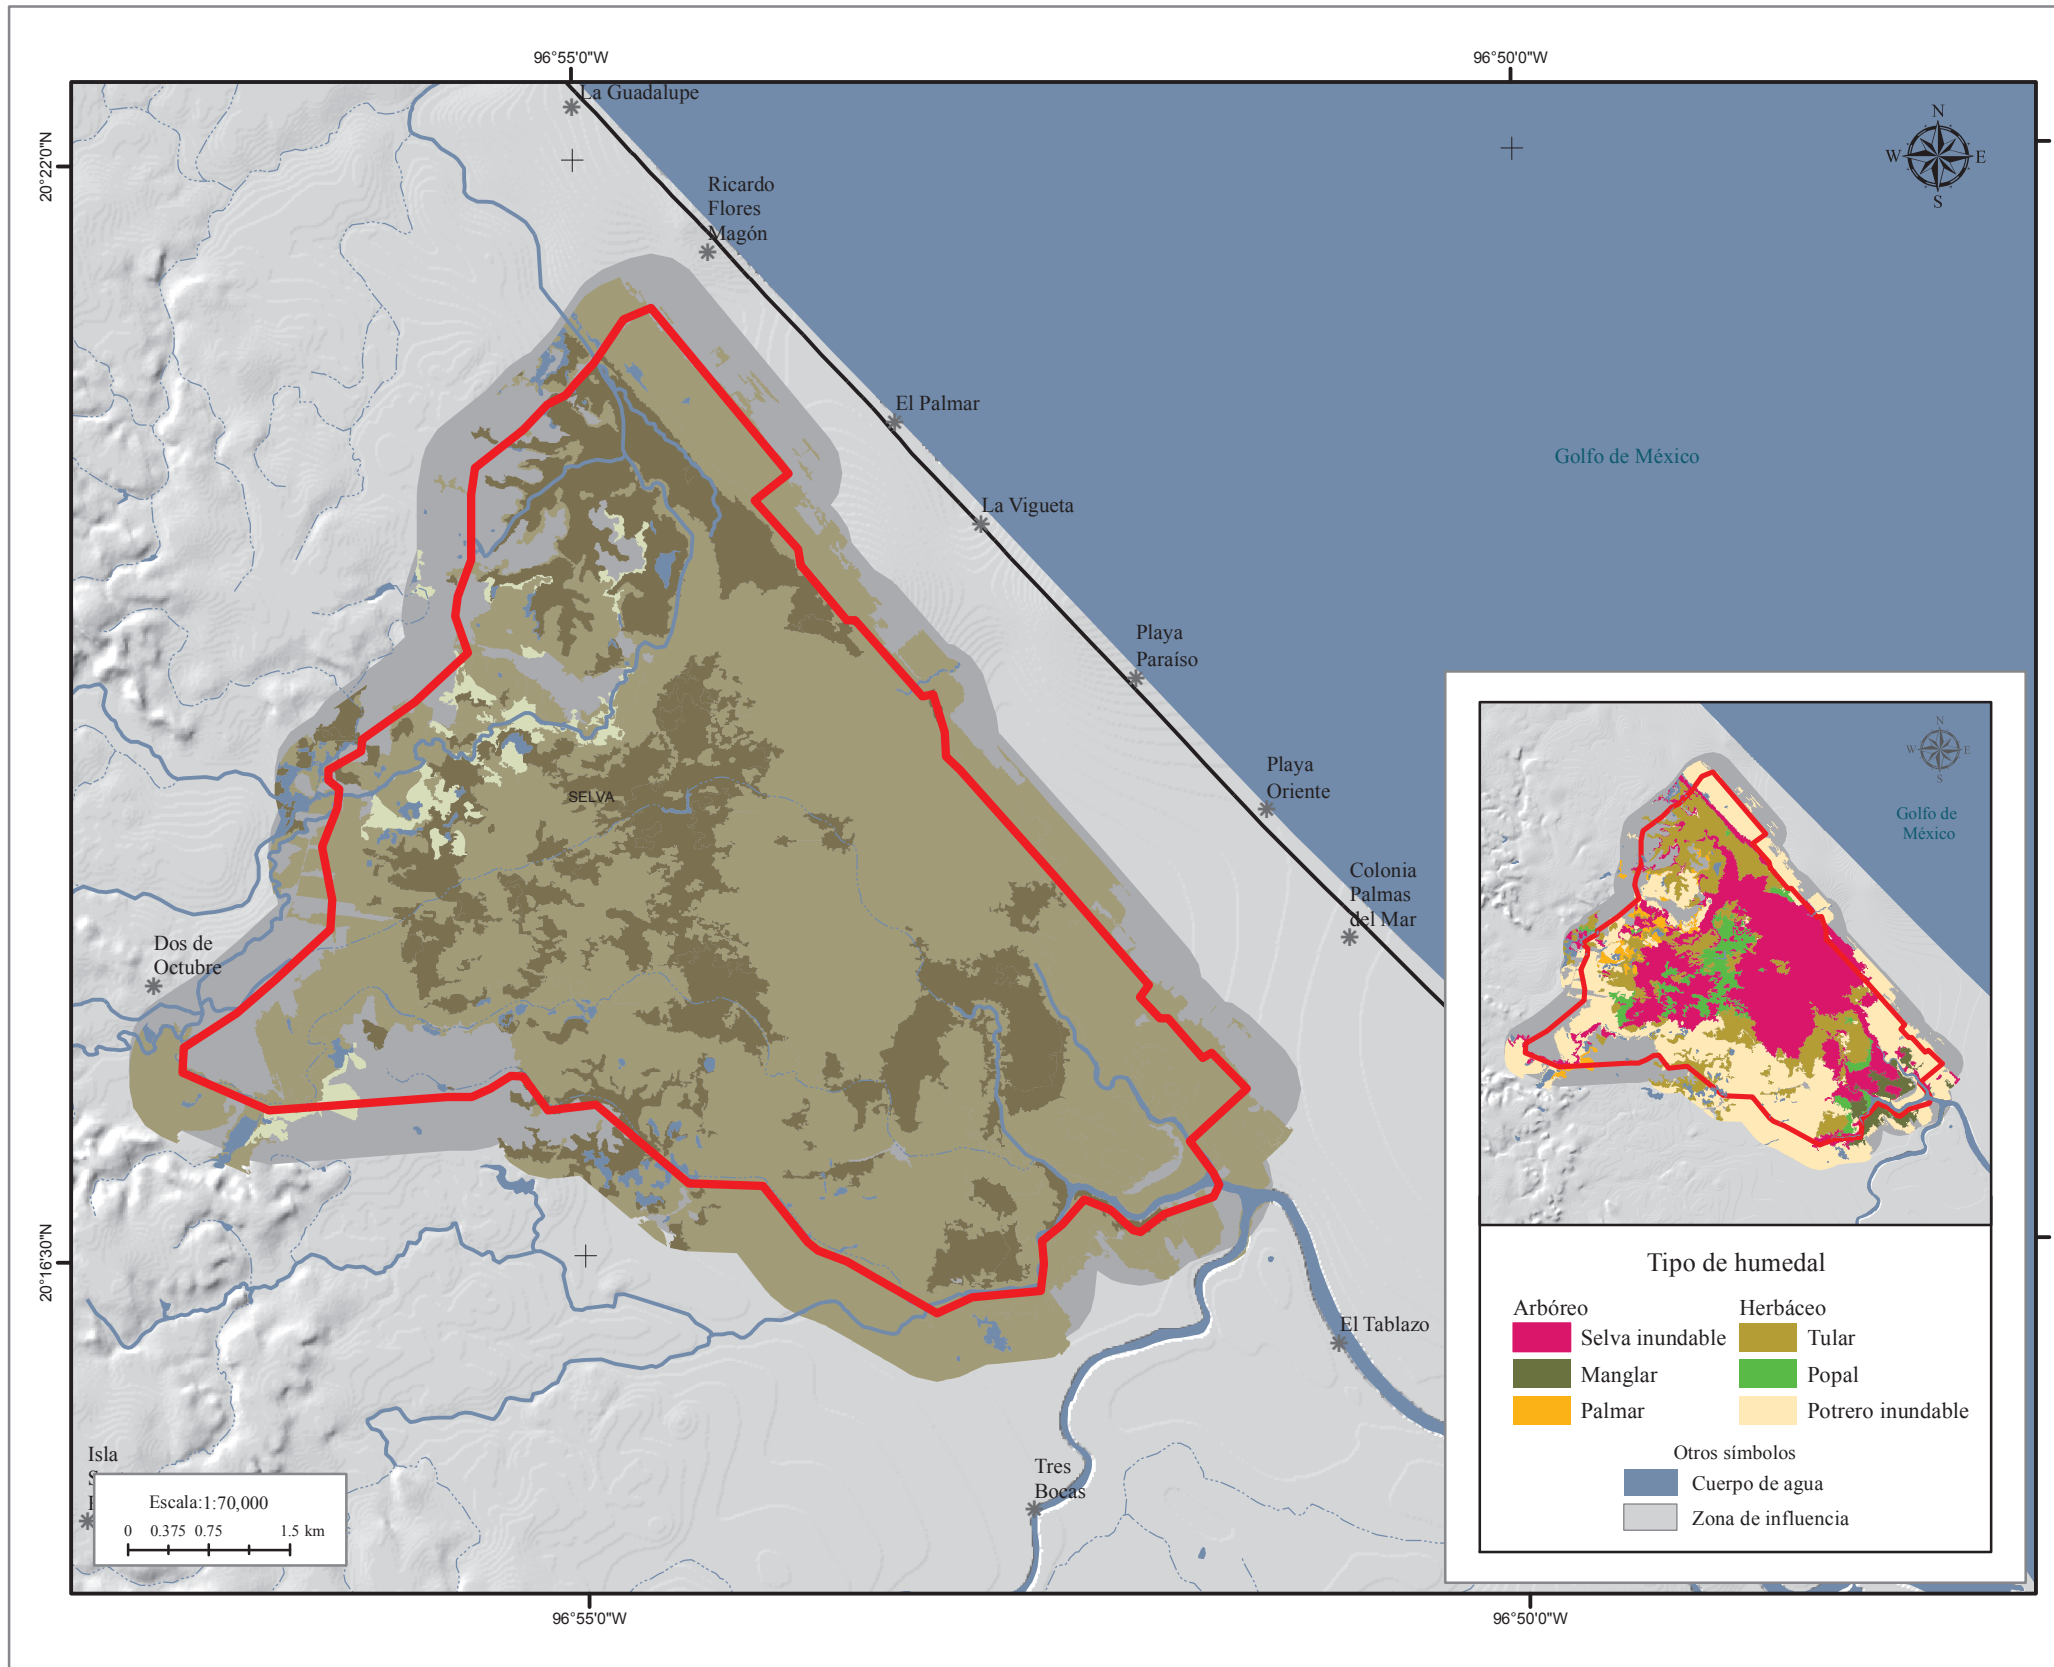 96°55'0"W
96°50'0"W
20°22'0"N
La Guadalupe
N
W
E
S
Ricardo
Flores
Magón
El Palmar
Golfo de México
La Vigueta
Playa
Paraíso
Playa
Oriente
SELVA
Colonia
Palmas
del Mar
Dos de
Octubre
20°16'30"N
El Tablazo
Tres
Bocas
Isla
Escala:1:70,000
0 0.375 0.75 1.5 km
N
W
E
S
Golfo de
México
Tipo de humedal
Arbóreo
Herbáceo
Selva inundable
Tular
Manglar
Popal
Palmar
Potrero inundable
Otros símbolos
Cuerpo de agua
Zona de influencia
96°55'0"W
96°50'0"W